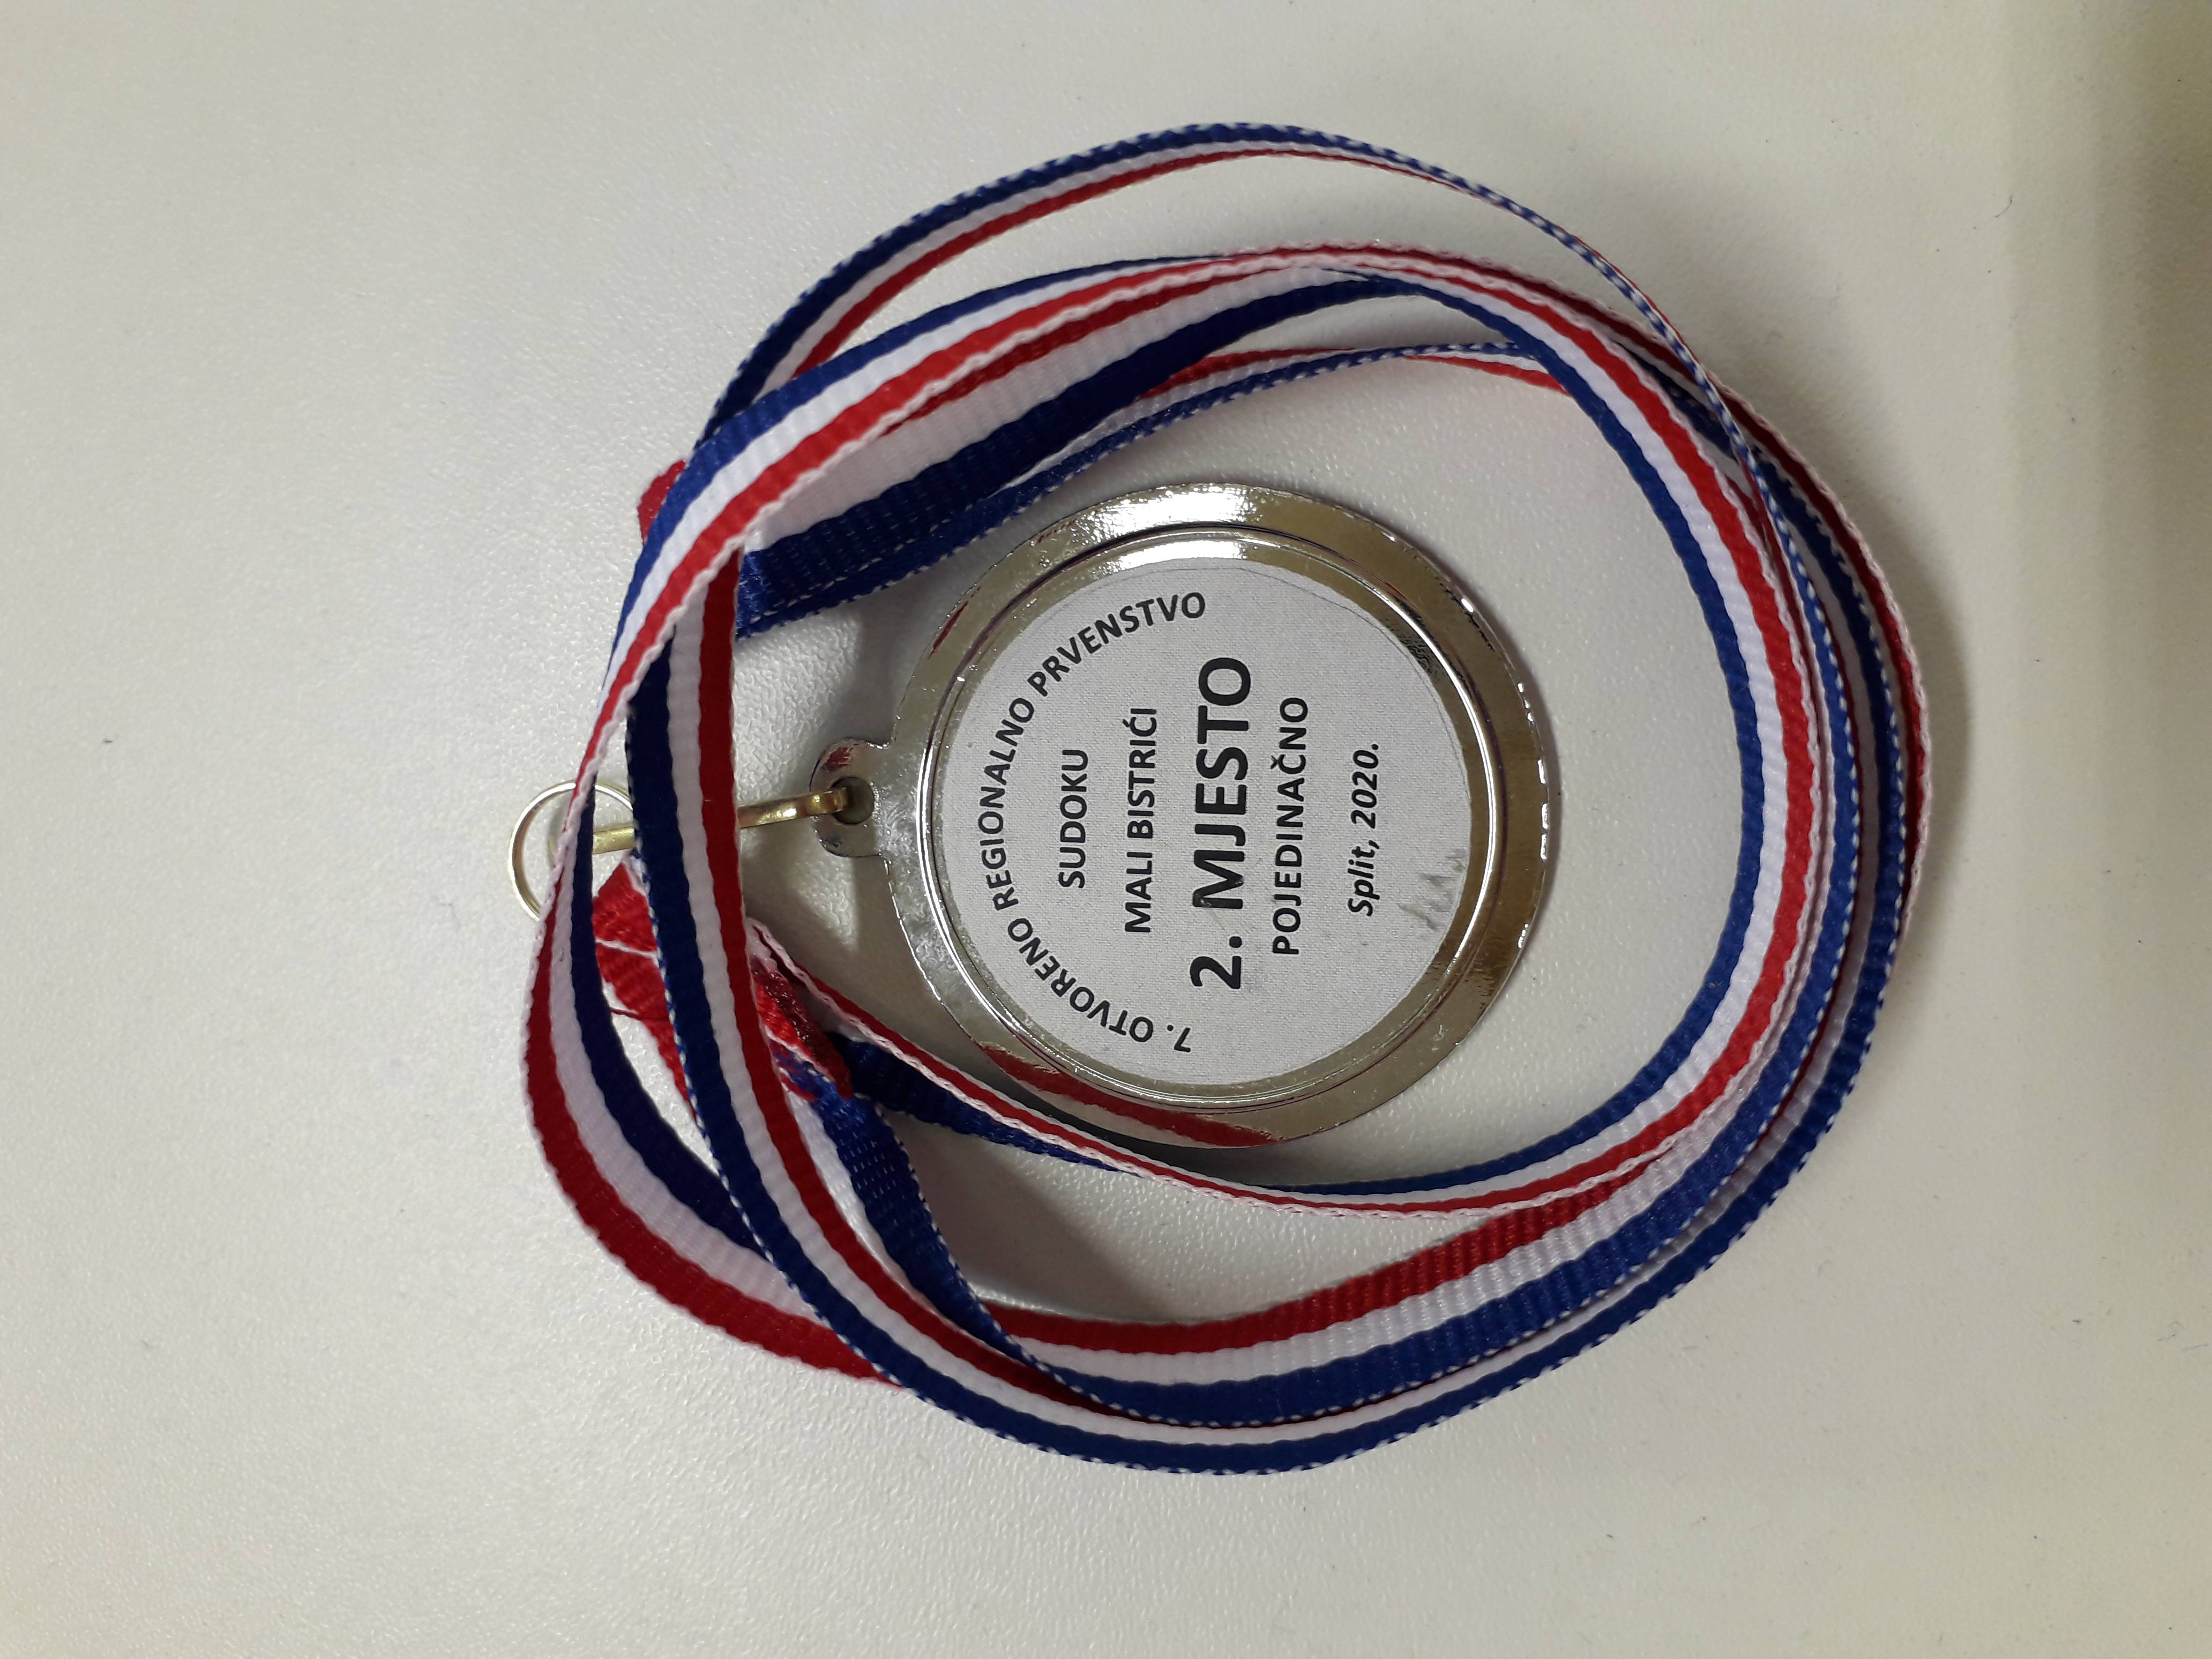 7. OTVORENO REGIONALNO PRVENSTVO
SUDOKU
MALI BISTRIĆI
2. MJESTO
POJEDINAČNO
Split, 2020.